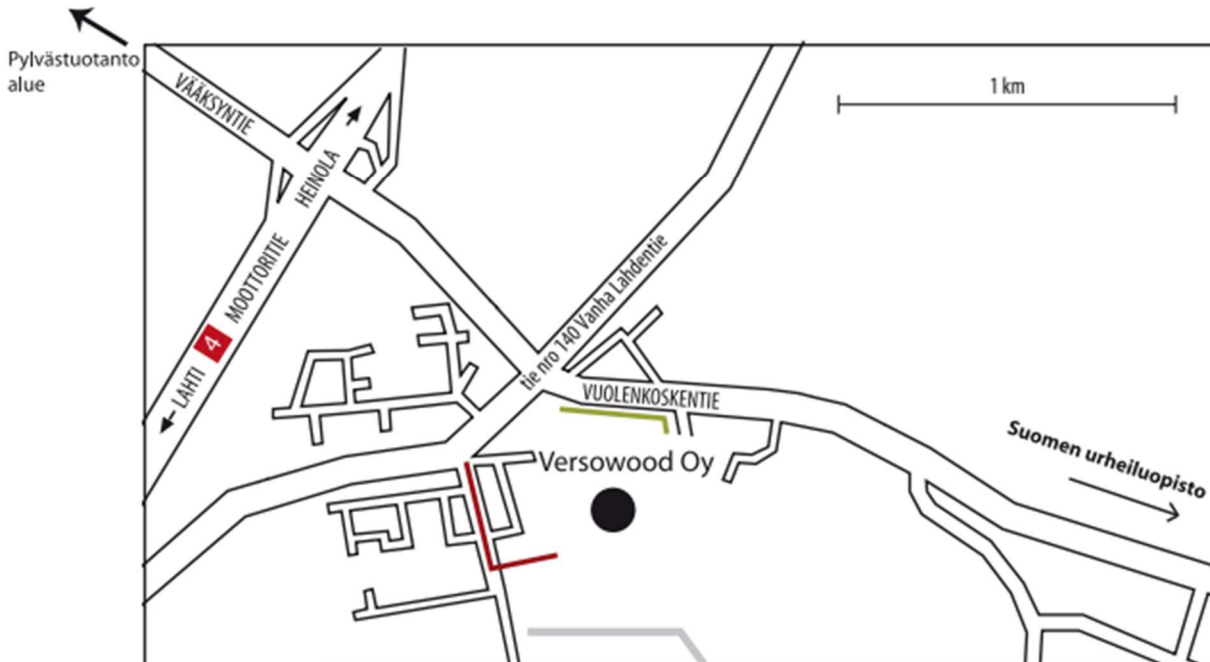 Pylvästuotanto
alue
VÄÄKSYNTIE
1 km
HEINOLA
MOOTTORITIE
4
LAHTI
tie nro 140 Vanha Lahdentie
VUOLENKOSKENTIE
Versowood Oy
Suomen urheiluopisto